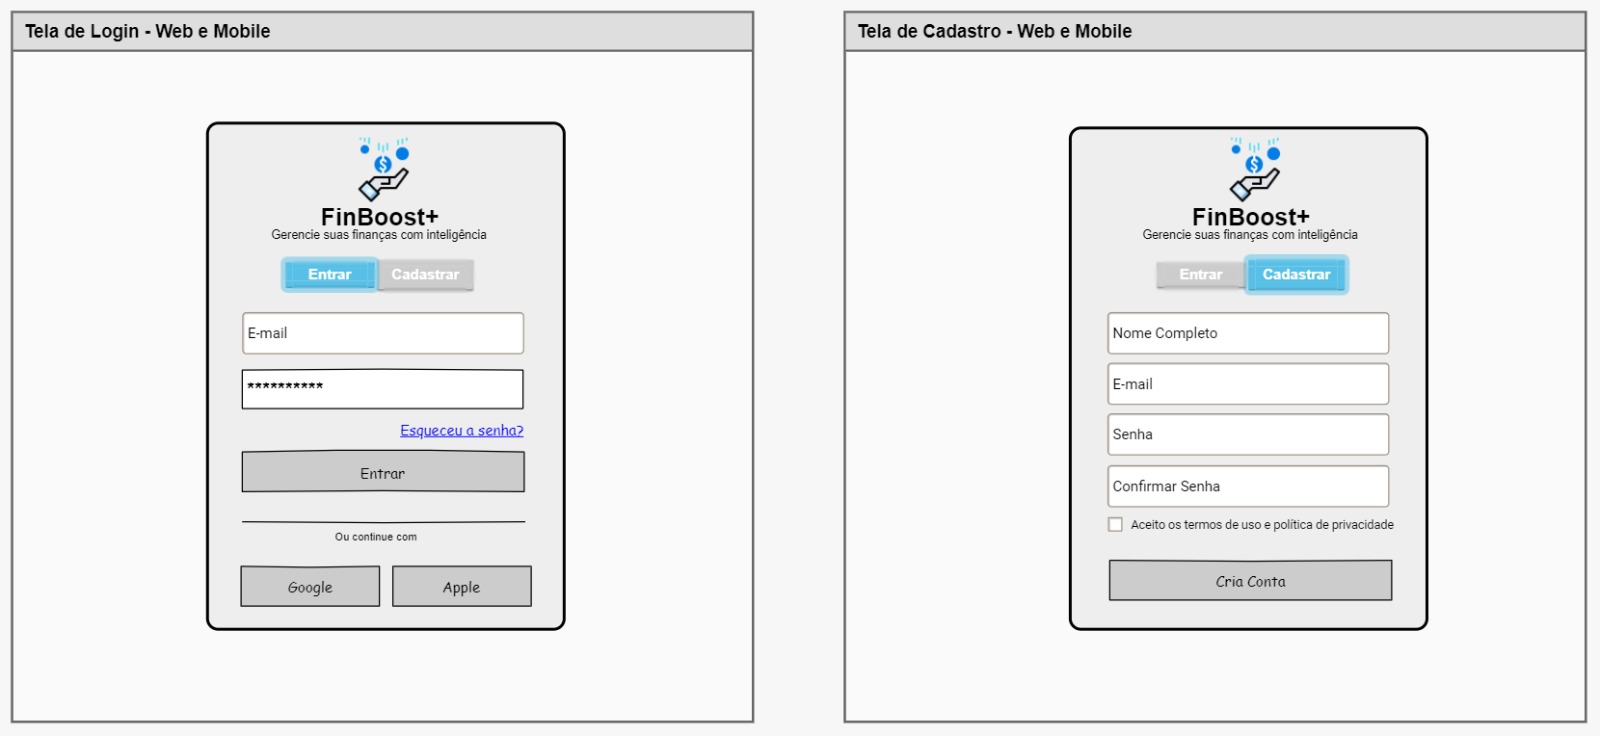 Tela de Login - Web e Mobile
FinBoost+
Gerencie suas finanças com inteligência
Entrar Cadastrar
E-mail
**********
Esqueceu a senha?
Entrar
Ou continue com
Google Apple
Tela de Cadastro - Web e Mobile
$
FinBoost+
Gerencie suas finanças com inteligência
Entrar Cadastrar
Nome Completo
E-mail
Senha
Confirmar Senha
Aceito os termos de uso e política de privacidade
Cria Conta